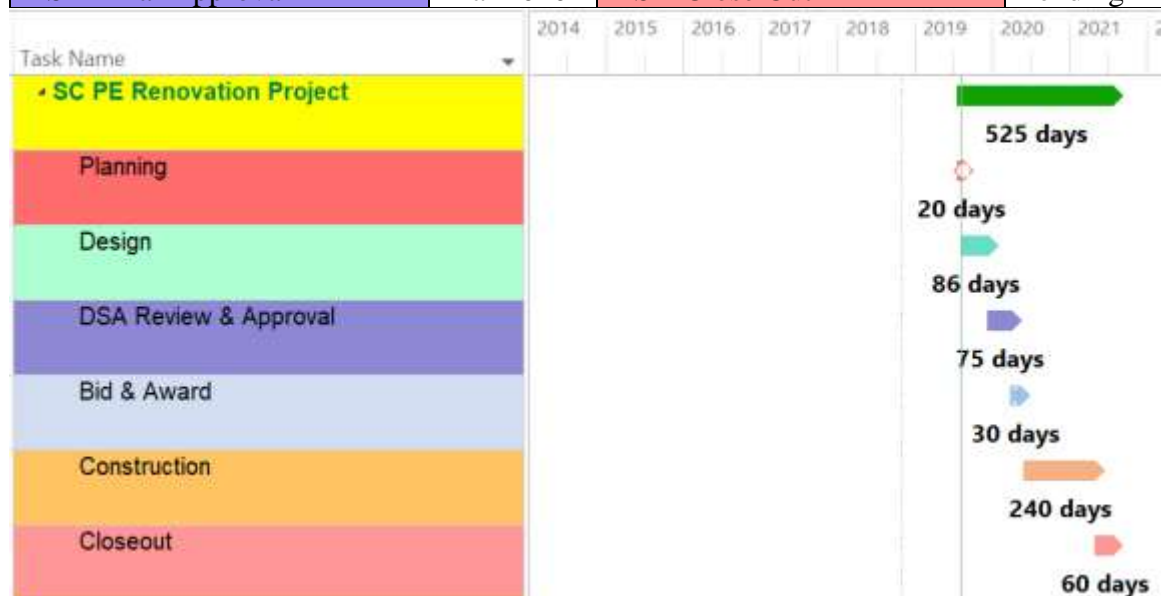 2014 2015 2016 2017 2018 2019 2020 2021 2
Task Name
SC PE Renovation Project
525 days
Planning
20 days
Design
86 days
DSA Review & Approval
75 days
Bid & Award
30 days
Construction
240 days
Closeout
60 days